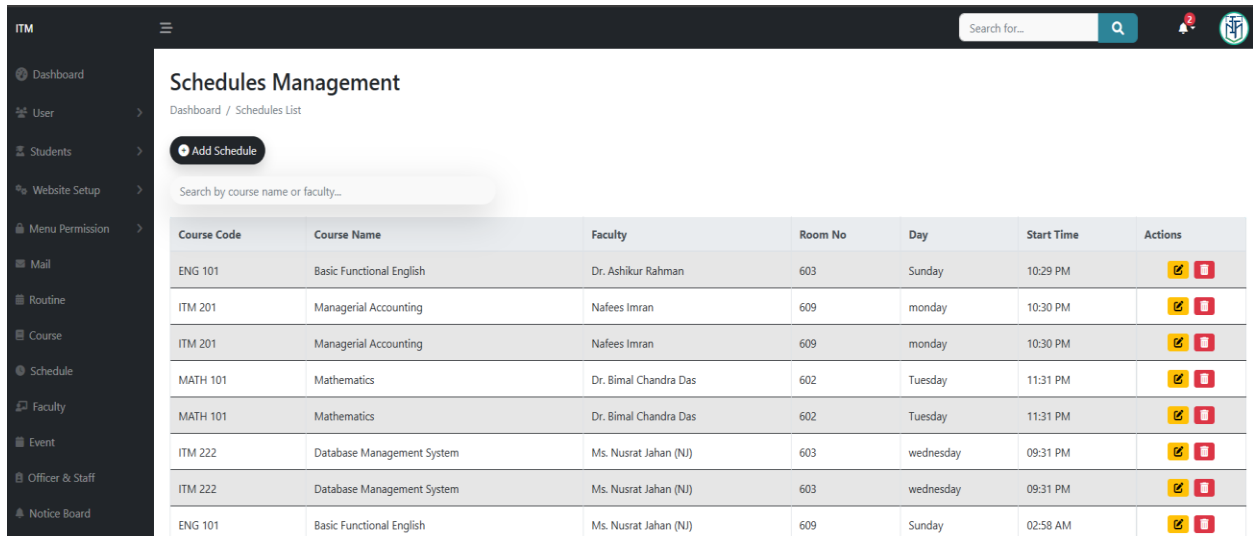 ITM
Search for...
2
Dashboard
User
Students
Website Setup
Menu Permission
Mail
Routine
Course
Schedule
Faculty
Event
Officer & Staff
Notice Board
Schedules Management
Dashboard / Schedules List
Add Schedule
Search by course name or faculty...
Course Code Course Name Faculty Room No Day Start Time Actions
ENG 101 Basic Functional English Dr. Ashikur Rahman 603 Sunday 10:29 PM
ITM 201 Managerial Accounting Nafees Imran 609 monday 10:30 PM
ITM 201 Managerial Accounting Nafees Imran 609 monday 10:30 PM
MATH 101 Mathematics Dr. Bimal Chandra Das 602 Tuesday 11:31 PM
MATH 101 Mathematics Dr. Bimal Chandra Das 602 Tuesday 11:31 PM
ITM 222 Database Management System Ms. Nusrat Jahan (NJ) 603 wednesday 09:31 PM
ITM 222 Database Management System Ms. Nusrat Jahan (NJ) 603 wednesday 09:31 PM
ENG 101 Basic Functional English Ms. Nusrat Jahan (NJ) 609 Sunday 02:58 AM